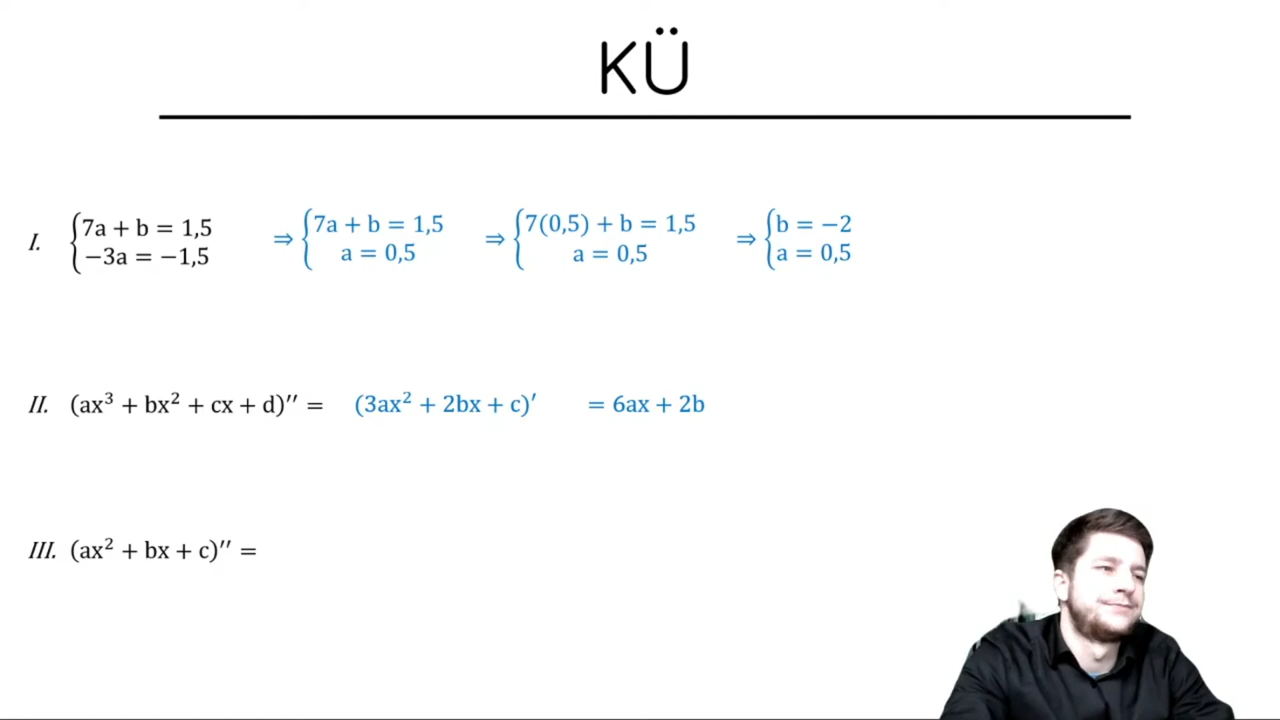 KÜ
I. {7a + b = 1,5 ⇒ {7a + b = 1,5 ⇒ {7(0,5) + b = 1,5 ⇒ {b = −2
−3a = −1,5 a = 0,5 a = 0,5 a = 0,5
II. (ax³ + bx² + cx + d)′′ = (3ax² + 2bx + c)′ = 6ax + 2b
III. (ax² + bx + c)′′ =